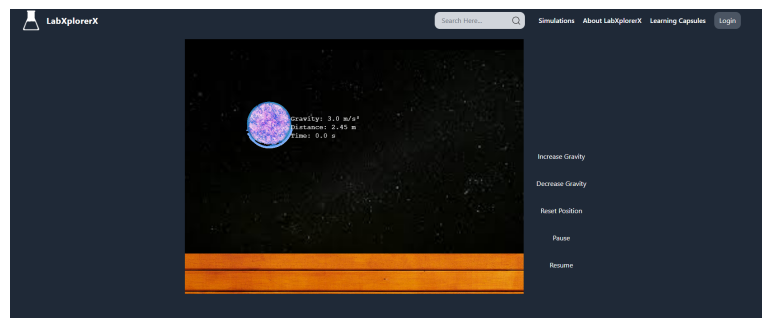 LabXplorerX
Search Here...
Simulations
About LabXplorerX
Learning Capsules
Login
Gravity: 3.0 m/s²
Distance: 2.45 m
Time: 0.0 s
Increase Gravity
Decrease Gravity
Reset Position
Pause
Resume